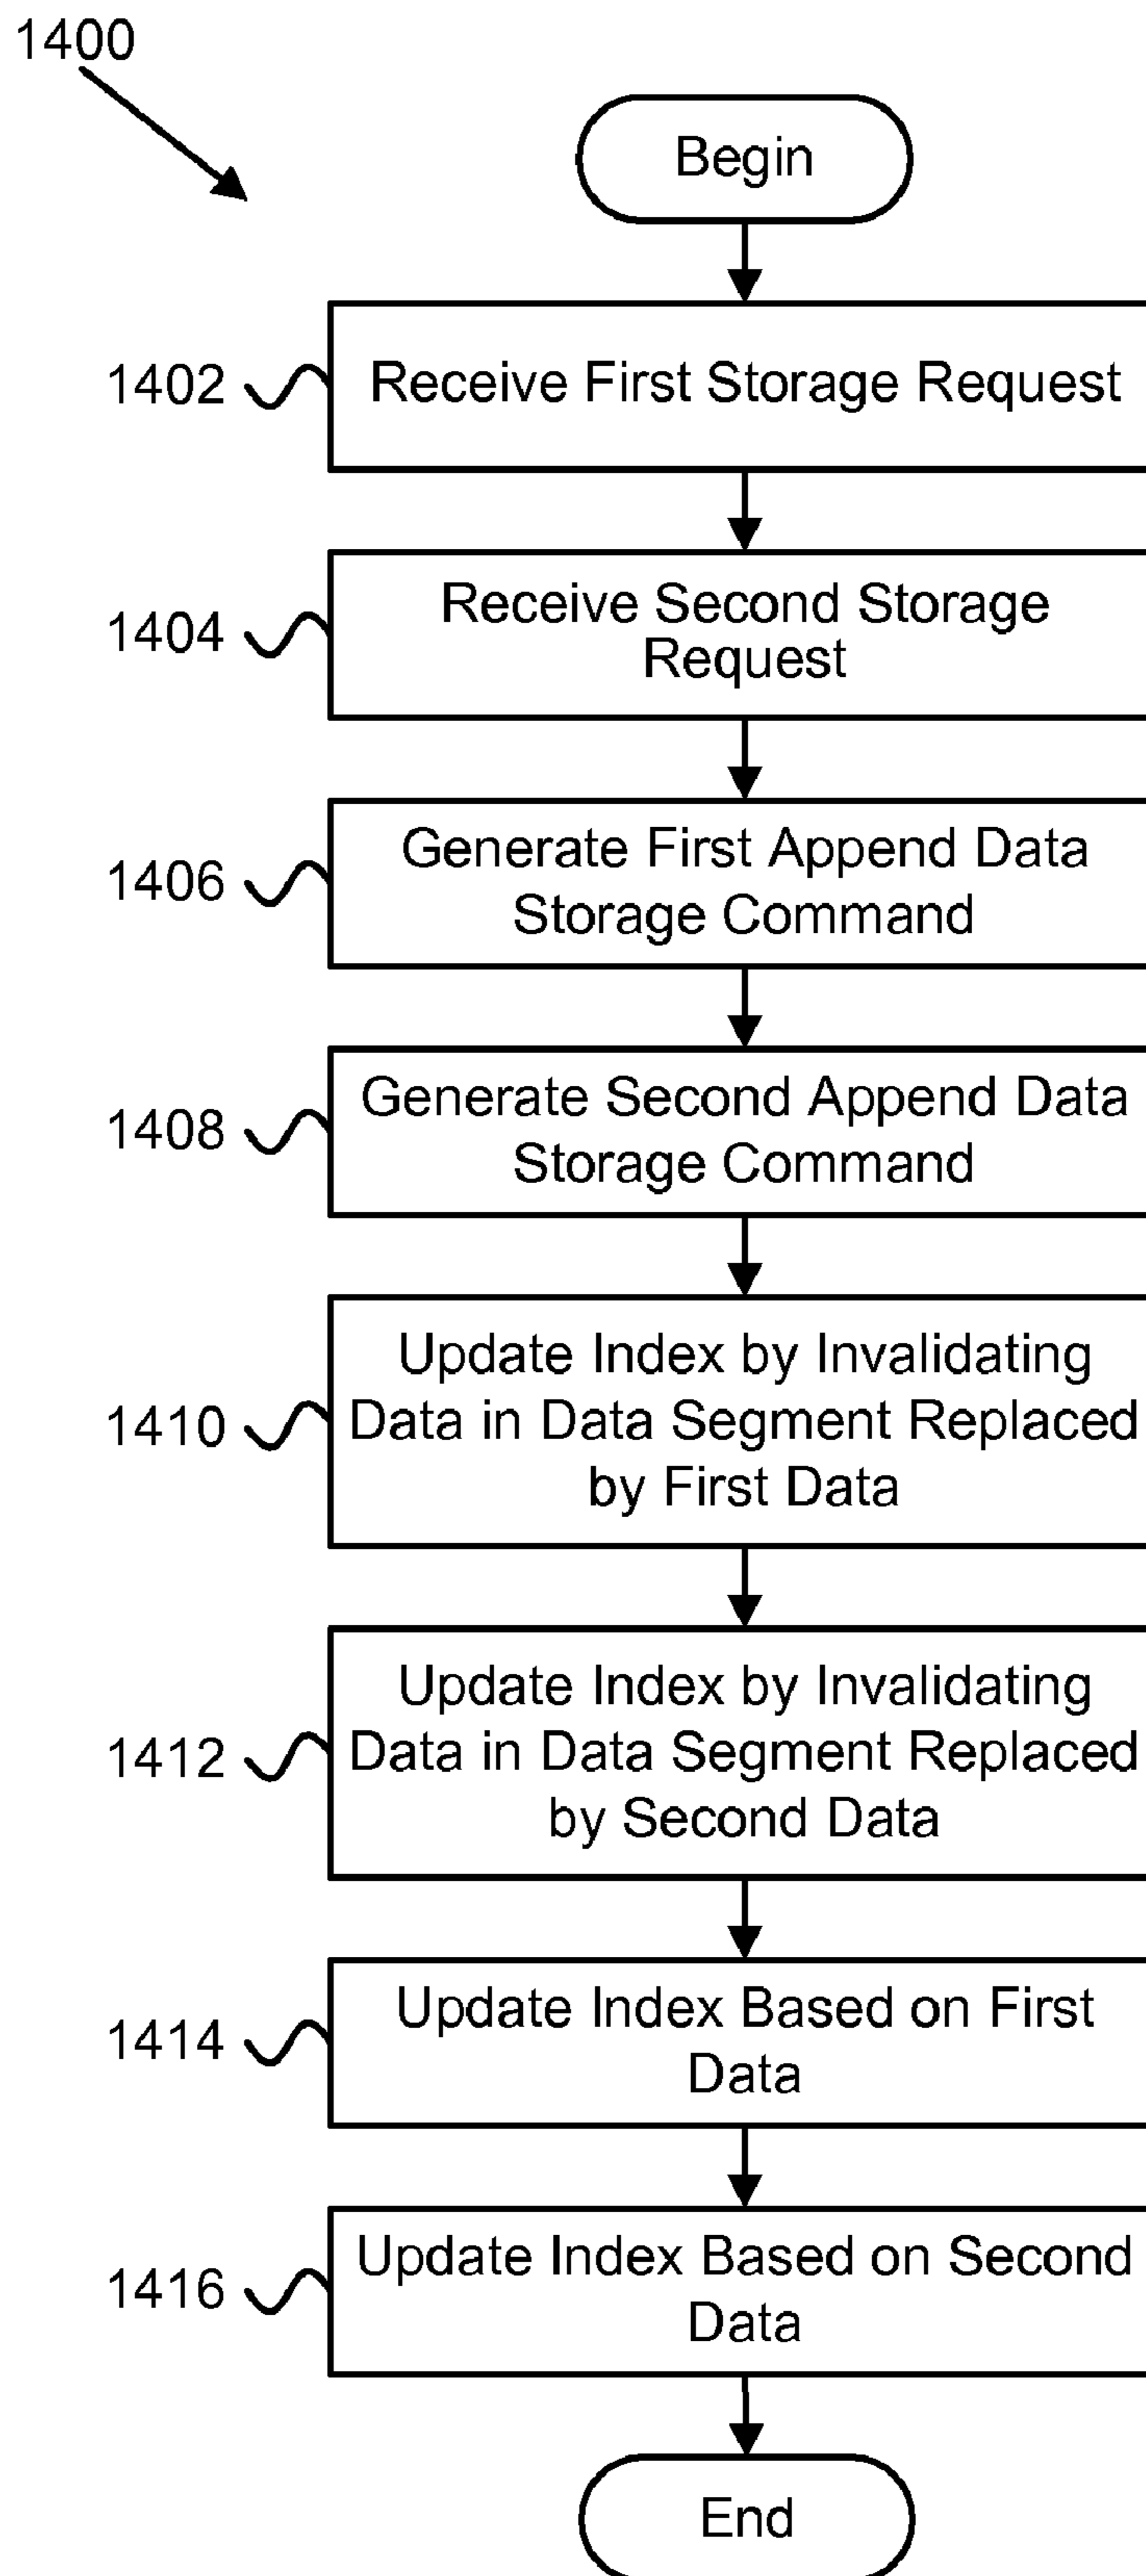 1400
Begin
1402
Receive First Storage Request
1404
Receive Second Storage
Request
1406
Generate First Append Data
Storage Command
1408
Generate Second Append Data
Storage Command
1410
Update Index by Invalidating
Data in Data Segment Replaced
by First Data
1412
Update Index by Invalidating
Data in Data Segment Replaced
by Second Data
1414
Update Index Based on First
Data
1416
Update Index Based on Second
Data
End